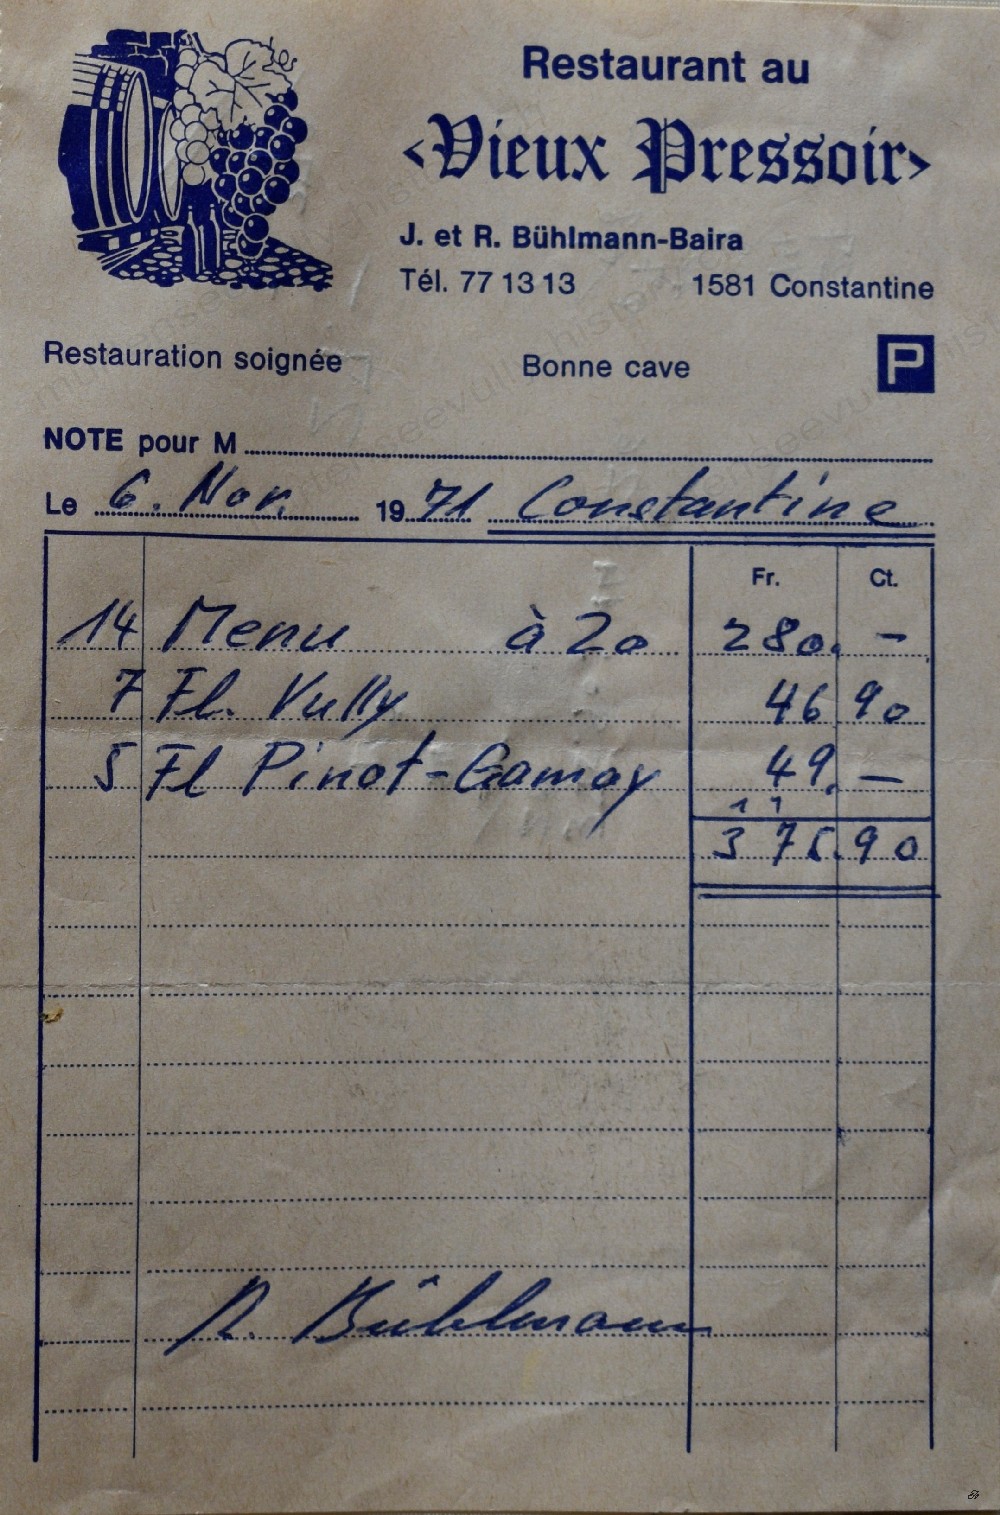 Restaurant au
<Vieux Pressoir>
J. et R. Bühlmann-Baira
Tél. 77 13 13 1581 Constantine
Restauration soignée Bonne cave P
NOTE pour M
Le 6. Nov. 1971 Constantine
Fr. Ct.
14 Menu à 20 280. –
7 Fl. Vully 46 90
5 Fl Pinot-Gamay 49. –
1 1
375.90
R. Bühlmann